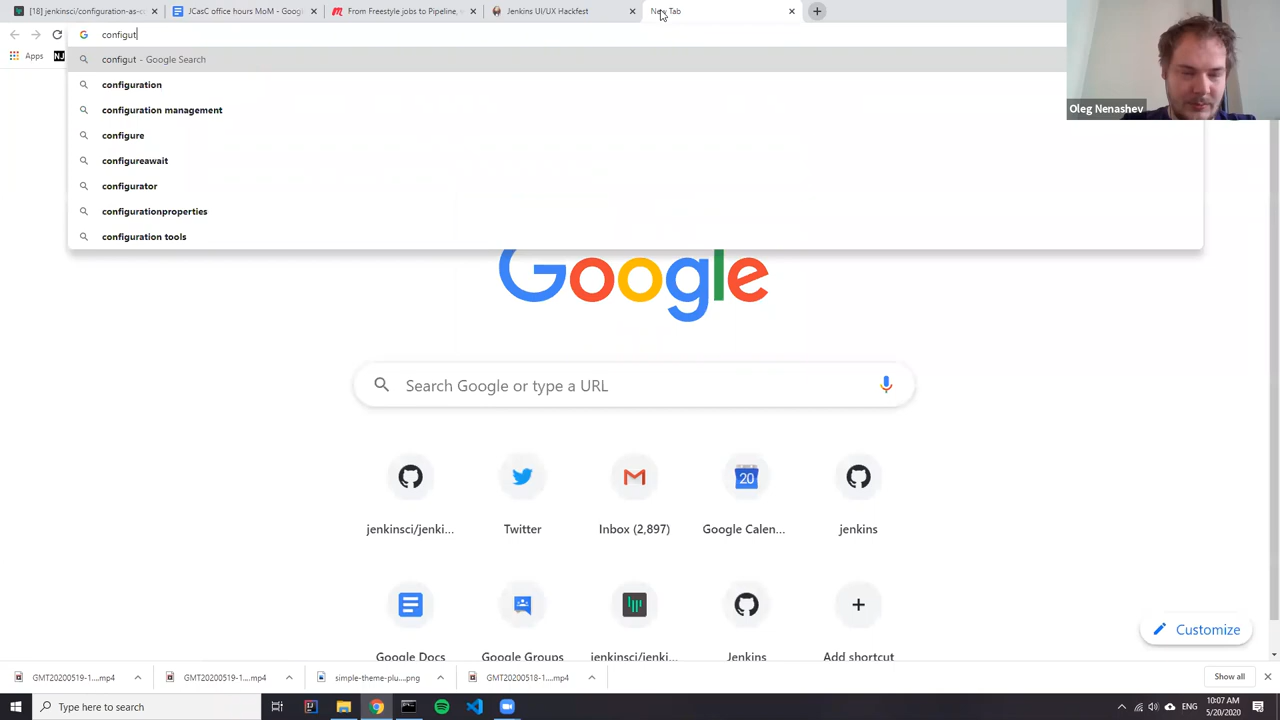 [18] jenkinsci/configuration-as-c
JCasC office hours MoM - Googl
From Freestyle jobs to Pipeline,
Jenkins UI/UX Hackfest
New Tab
configut
Apps
configut - Google Search
configuration
configuration management
configure
configureawait
configurator
configurationproperties
configuration tools
Oleg Nenashev
Google
Search Google or type a URL
20
jenkinsci/jenki...
Twitter
Inbox (2,897)
Google Calen...
jenkins
Google Docs
Google Groups
jenkinsci/jenki...
Jenkins
Add shortcut
Customize
GMT20200519-1....mp4
GMT20200519-1....mp4
simple-theme-plu....png
GMT20200518-1....mp4
Show all
Type here to search
ENG
10:07 AM
5/20/2020